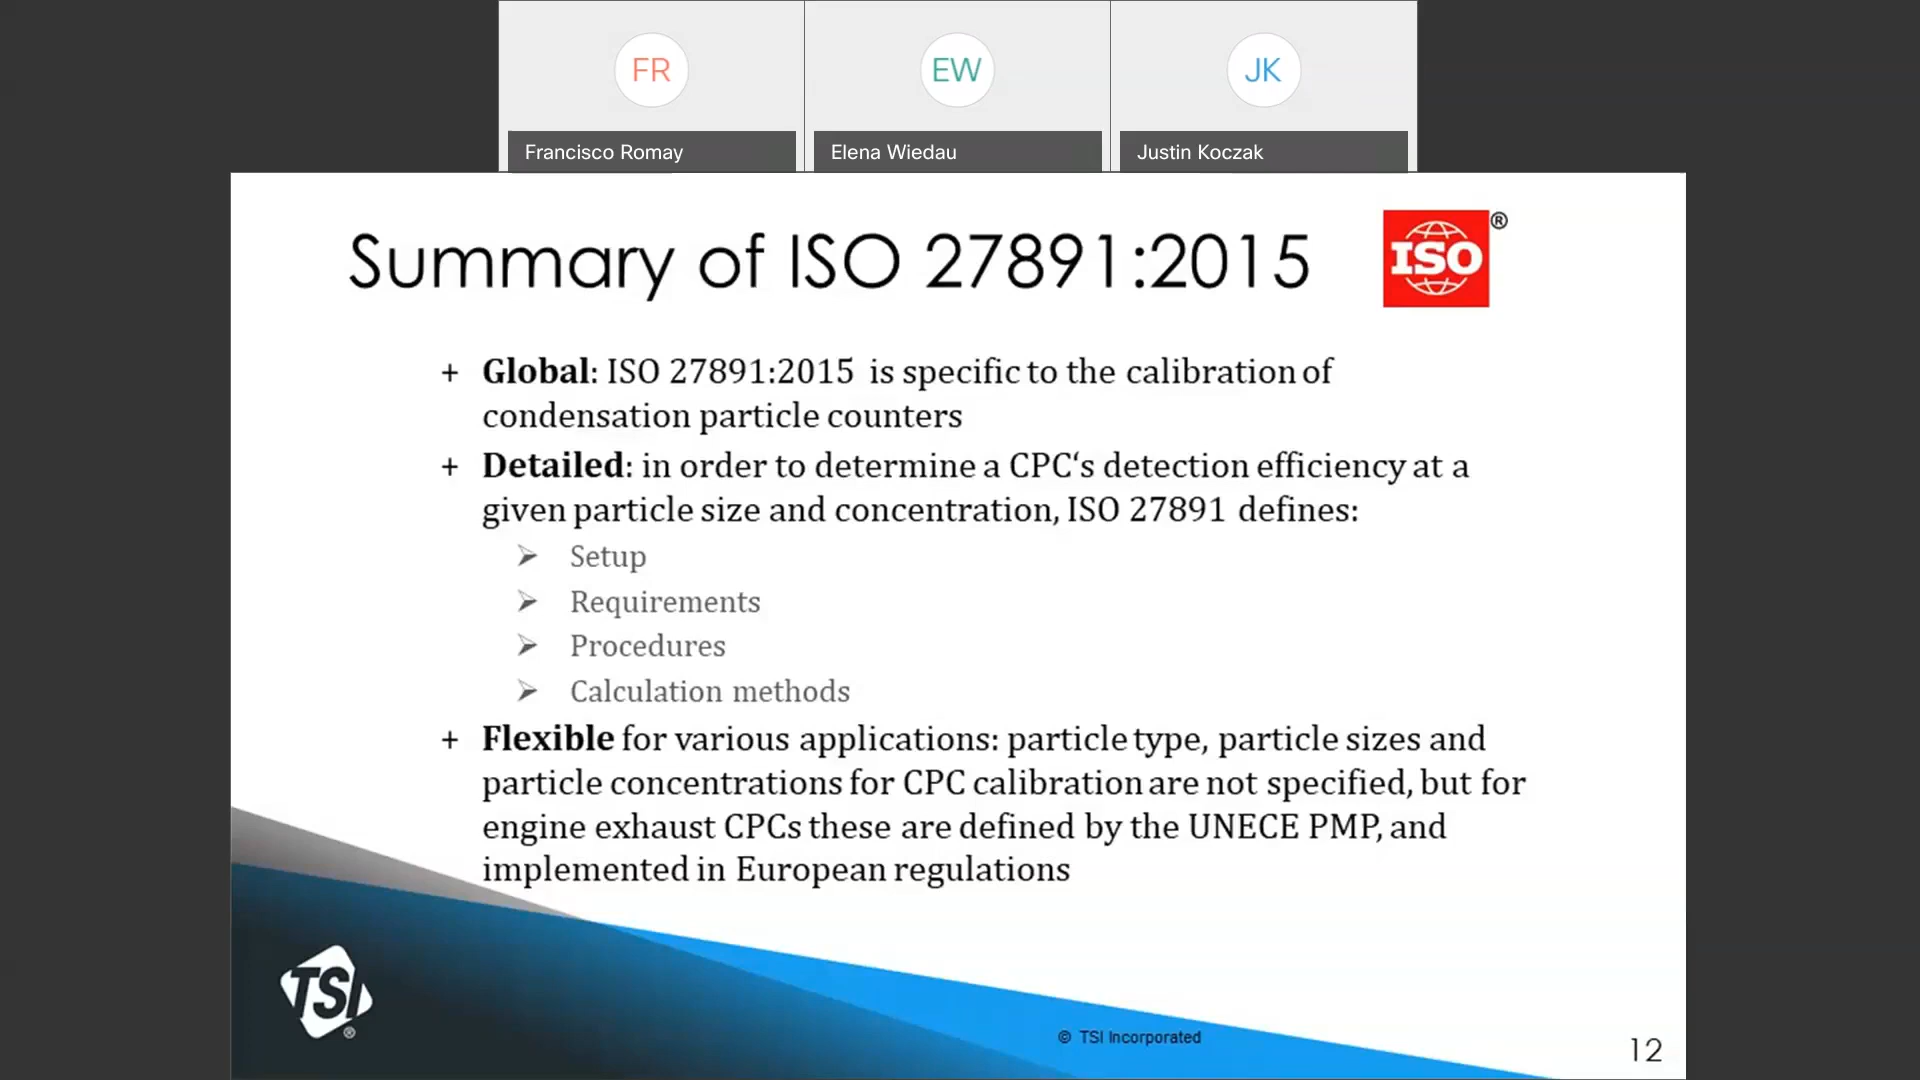 FR
EW
JK
Francisco Romay
Elena Wiedau
Justin Koczak
Summary of ISO 27891:2015
ISO®
+ Global: ISO 27891:2015 is specific to the calibration of
condensation particle counters
+ Detailed: in order to determine a CPC‘s detection efficiency at a
given particle size and concentration, ISO 27891 defines:
➢ Setup
➢ Requirements
➢ Procedures
➢ Calculation methods
+ Flexible for various applications: particle type, particle sizes and
particle concentrations for CPC calibration are not specified, but for
engine exhaust CPCs these are defined by the UNECE PMP, and
implemented in European regulations
TSI®
© TSI Incorporated
12